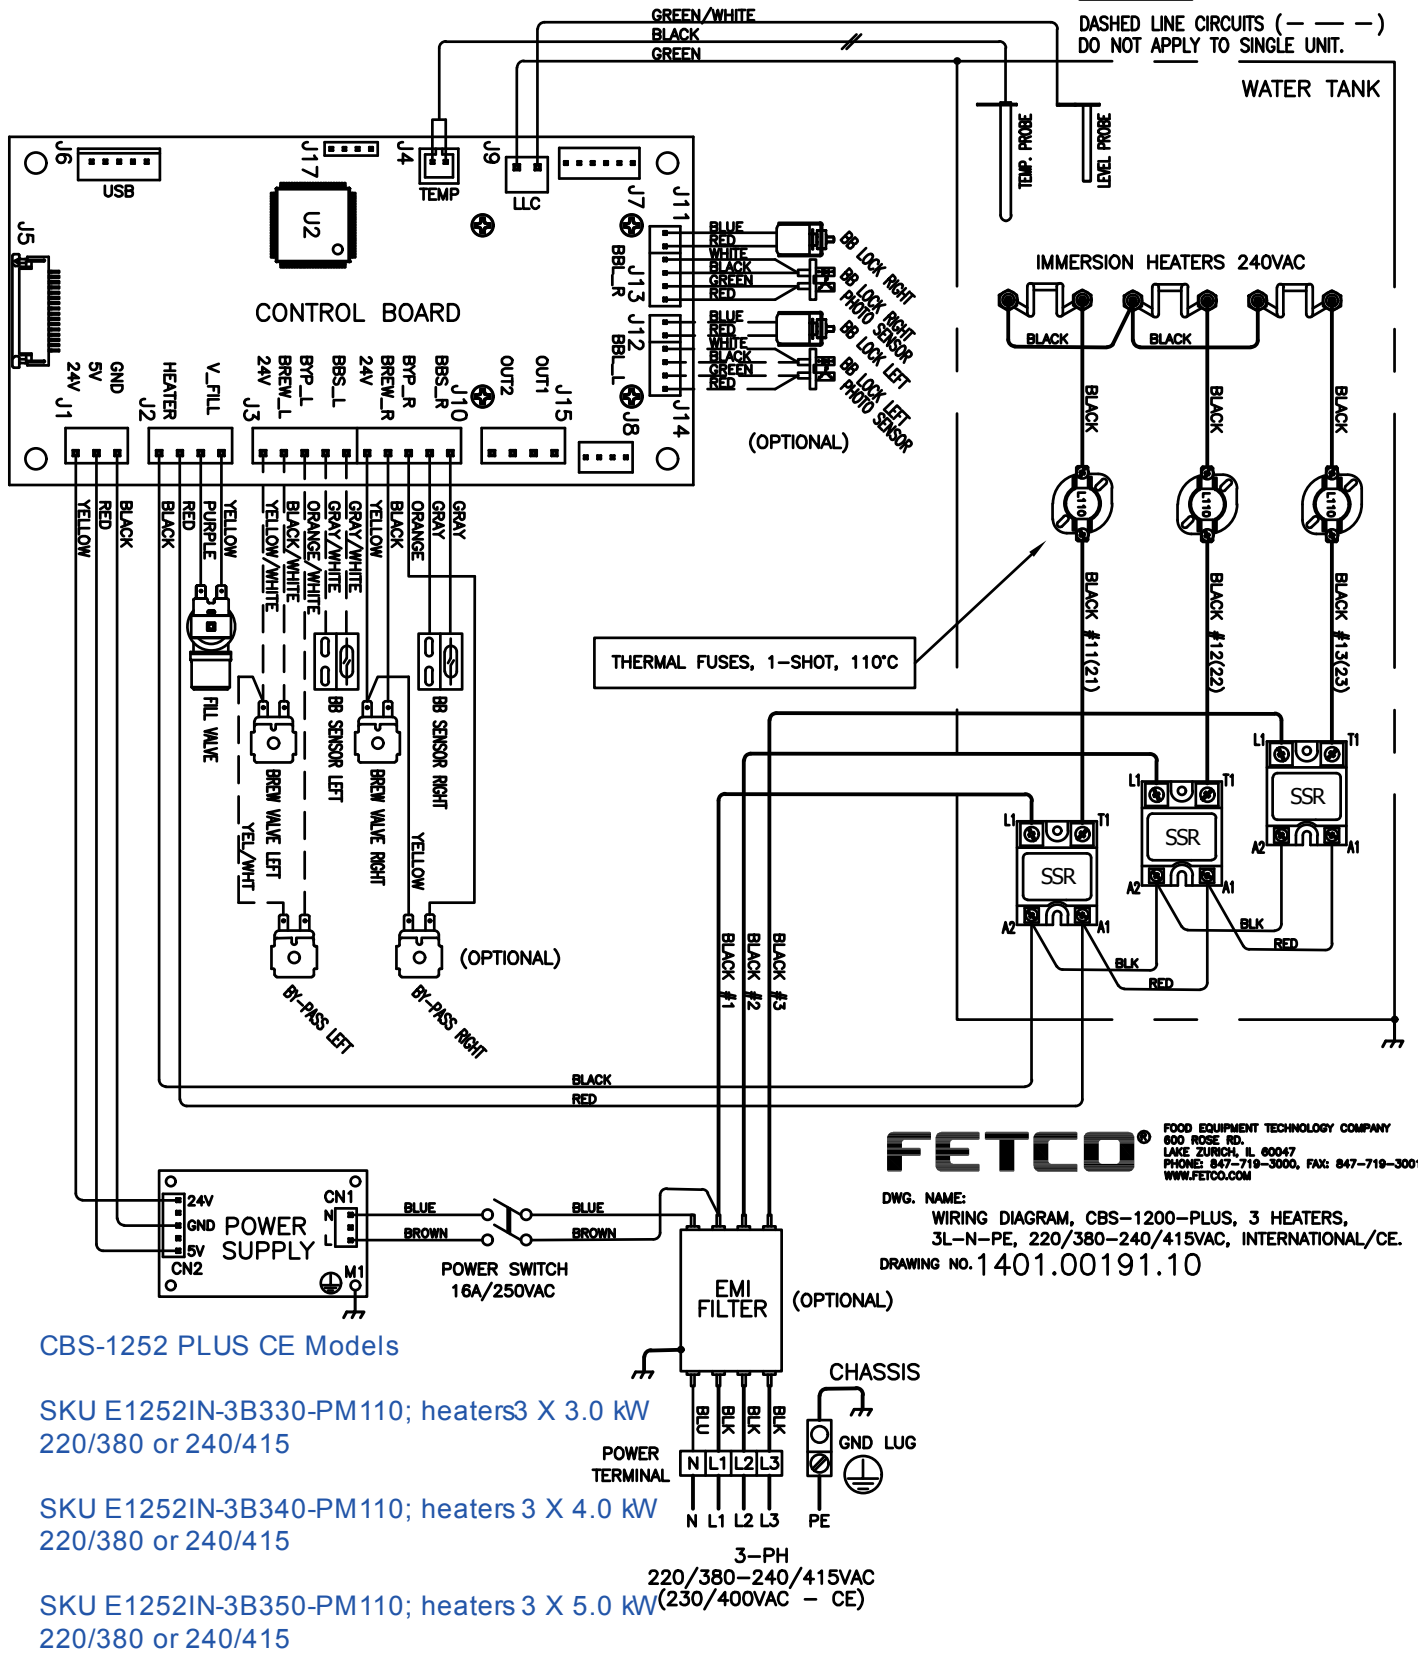 GREEN/WHITE
BLACK
GREEN
DASHED LINE CIRCUITS (— — —)
DO NOT APPLY TO SINGLE UNIT.
WATER TANK
TEMP. PROBE
LEVEL PROBE
J6
USB
J17
J4
TEMP
J9
LLC
J7
J11
U2
J5
CONTROL BOARD
BBL_R
J13
J12
BBL_L
J14
BLUE
RED
WHITE
BLACK
GREEN
RED
BLUE
RED
WHITE
BLACK
GREEN
RED
BB LOCK RIGHT
BB LOCK RIGHT
PHOTO SENSOR
BB LOCK LEFT
BB LOCK LEFT
PHOTO SENSOR
(OPTIONAL)
IMMERSION HEATERS 240VAC
BLACK
BLACK
BLACK
BLACK
BLACK
L110
L110
L110
BLACK #11(21)
BLACK #12(22)
BLACK #13(23)
THERMAL FUSES, 1-SHOT, 110°C
J1
24V
5V
GND
J2
HEATER
V_FILL
J3
24V
BREW_L
BYP_L
BBS_L
24V
BREW_R
BYP_R
BBS_R
J10
OUT2
OUT1
J15
J8
YELLOW
RED
BLACK
BLACK
RED
PURPLE
YELLOW
YELLOW/WHITE
BLACK/WHITE
ORANGE/WHITE
GRAY/WHITE
GRAY/WHITE
YELLOW
BLACK
ORANGE
GRAY
GRAY
FILL VALVE
BREW VALVE LEFT
BB SENSOR LEFT
BREW VALVE RIGHT
BB SENSOR RIGHT
YEL/WHT
YELLOW
BY-PASS LEFT
BY-PASS RIGHT
(OPTIONAL)
L1 T1
SSR
A2 A1
L1 T1
SSR
A2 A1
L1 T1
SSR
A2 A1
BLK
RED
BLK
RED
BLACK #1
BLACK #2
BLACK #3
BLACK
RED
FETCO®
FOOD EQUIPMENT TECHNOLOGY COMPANY
600 ROSE RD.
LAKE ZURICH, IL 60047
PHONE: 847-719-3000, FAX: 847-719-3001
WWW.FETCO.COM
DWG. NAME:
WIRING DIAGRAM, CBS-1200-PLUS, 3 HEATERS,
3L-N-PE, 220/380-240/415VAC, INTERNATIONAL/CE.
DRAWING NO. 1401.00191.10
24V
GND
5V
CN2
POWER
SUPPLY
CN1
N
L
M1
BLUE
BROWN
BLUE
BROWN
POWER SWITCH
16A/250VAC
EMI
FILTER
(OPTIONAL)
CHASSIS
GND LUG
PE
BLU
BLK
BLK
BLK
POWER
TERMINAL
N L1 L2 L3
N L1 L2 L3
3-PH
220/380-240/415VAC
(230/400VAC - CE)
CBS-1252 PLUS CE Models
SKU E1252IN-3B330-PM110; heaters3 X 3.0 kW
220/380 or 240/415
SKU E1252IN-3B340-PM110; heaters 3 X 4.0 kW
220/380 or 240/415
SKU E1252IN-3B350-PM110; heaters 3 X 5.0 kW
220/380 or 240/415